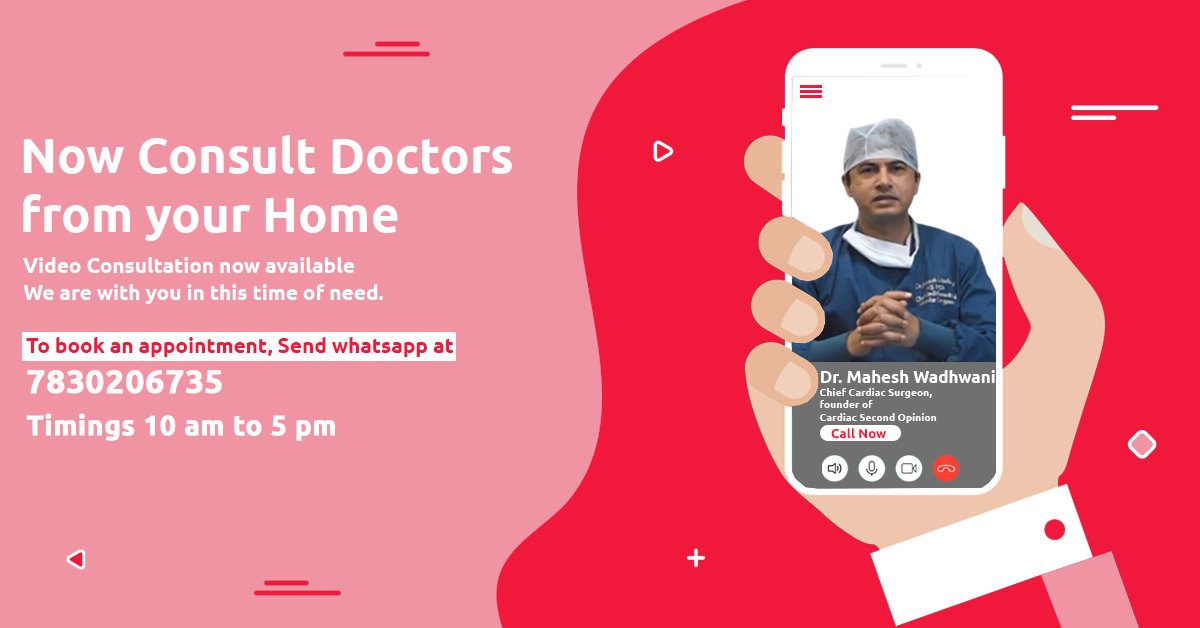 Now Consult Doctors
from your Home
Video Consultation now available
We are with you in this time of need.
To book an appointment, Send whatsapp at
7830206735
Timings 10 am to 5 pm
Dr. Mahesh Wadhwani
Chief Cardiac Surgeon,
founder of
Cardiac Second Opinion
Call Now